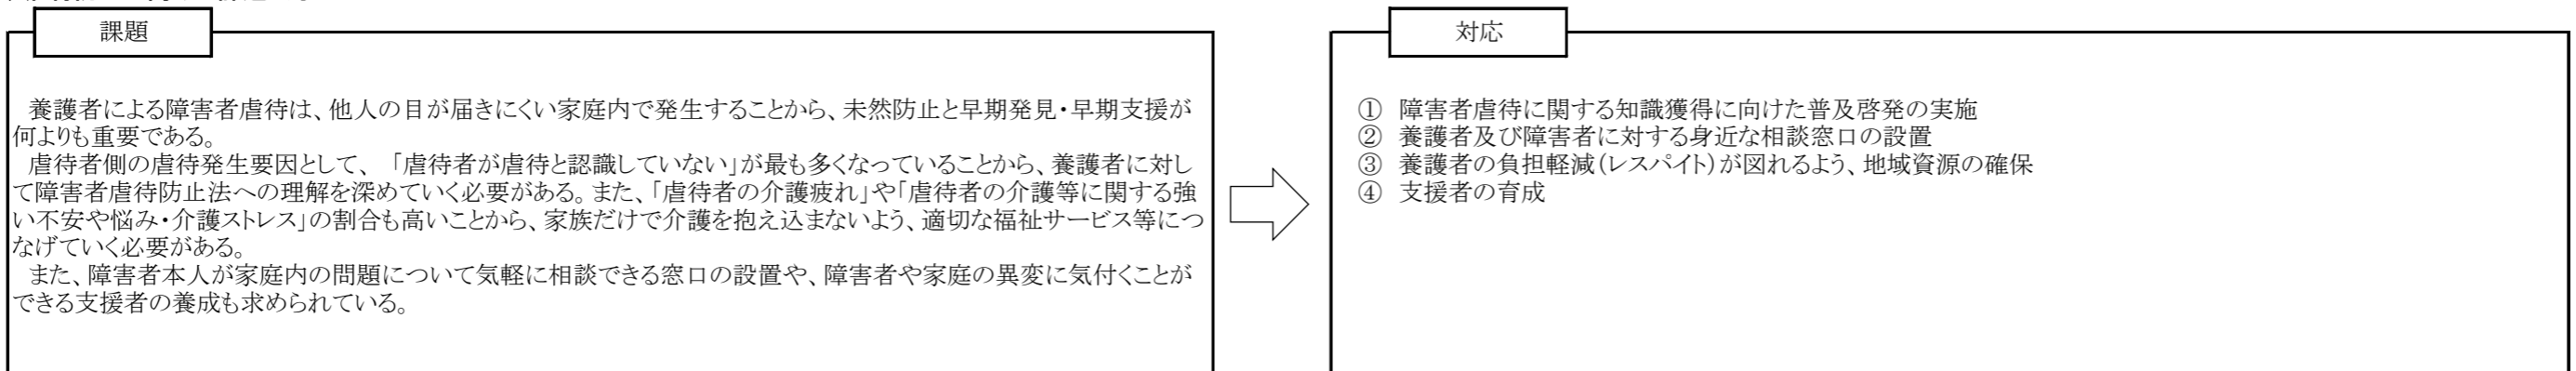 課題
養護者による障害者虐待は、他人の目が届きにくい家庭内で発生することから、未然防止と早期発見・早期支援が
何よりも重要である。
虐待者側の虐待発生要因として、「虐待者が虐待と認識していない」が最も多くなっていることから、養護者に対し
て障害者虐待防止法への理解を深めていく必要がある。また、「虐待者の介護疲れ」や「虐待者の介護等に関する強
い不安や悩み・介護ストレス」の割合も高いことから、家族だけで介護を抱え込まないよう、適切な福祉サービス等につ
なげていく必要がある。
また、障害者本人が家庭内の問題について気軽に相談できる窓口の設置や、障害者や家庭の異変に気付くことが
できる支援者の養成も求められている。
対応
① 障害者虐待に関する知識獲得に向けた普及啓発の実施
② 養護者及び障害者に対する身近な相談窓口の設置
③ 養護者の負担軽減(レスパイト)が図れるよう、地域資源の確保
④ 支援者の育成